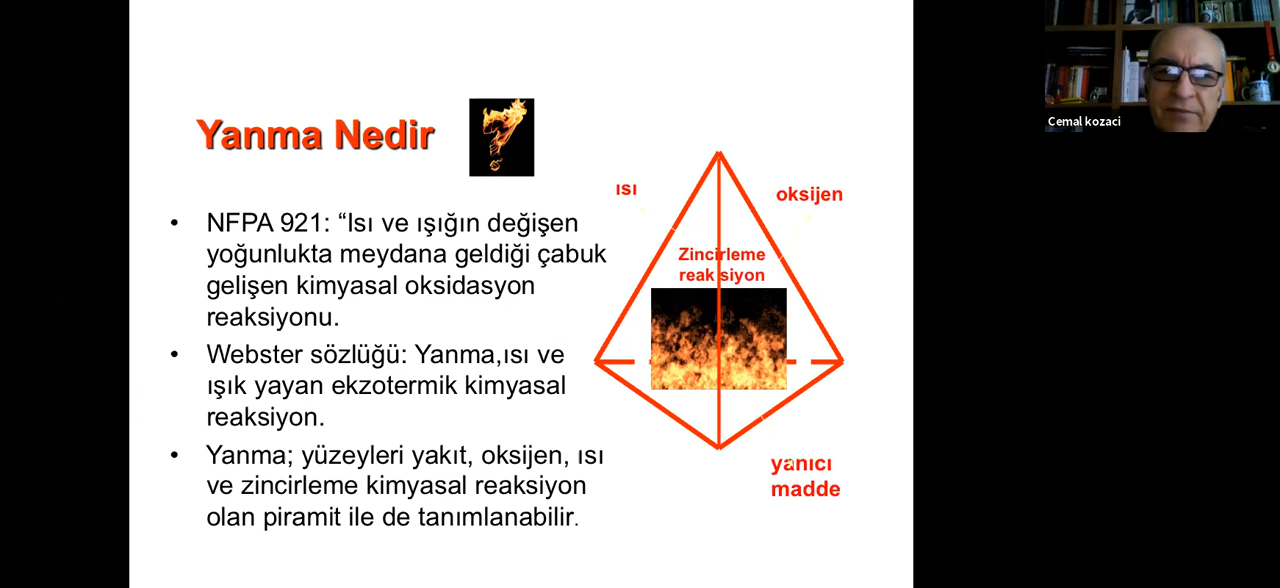 Yanma Nedir
• NFPA 921: “Isı ve ışığın değişen
yoğunlukta meydana geldiği çabuk
gelişen kimyasal oksidasyon
reaksiyonu.
• Webster sözlüğü: Yanma,ısı ve
ışık yayan ekzotermik kimyasal
reaksiyon.
• Yanma; yüzeyleri yakıt, oksijen, ısı
ve zincirleme kimyasal reaksiyon
olan piramit ile de tanımlanabilir.
ısı
oksijen
Zincirleme
reaksiyon
yanıcı
madde
Cemal kozaci